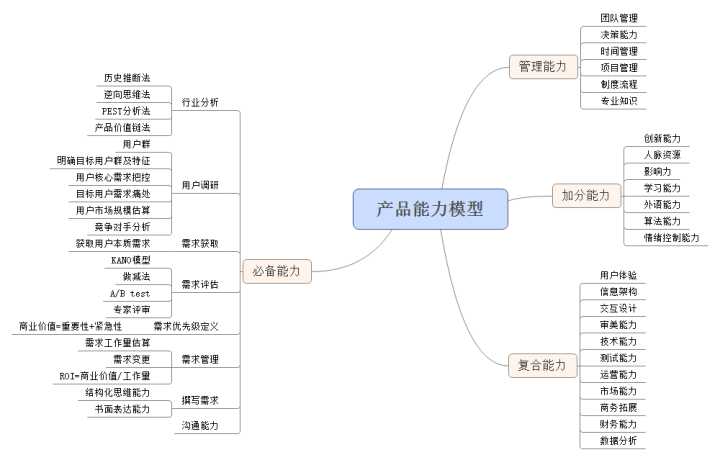 产品能力模型
管理能力
团队管理
决策能力
时间管理
项目管理
制度流程
专业知识
加分能力
创新能力
人脉资源
影响力
学习能力
外语能力
算法能力
情绪控制能力
复合能力
用户体验
信息架构
交互设计
审美能力
技术能力
测试能力
运营能力
市场能力
商务拓展
财务能力
数据分析
必备能力
行业分析
历史推断法
逆向思维法
PEST分析法
产品价值链法
用户调研
用户群
明确目标用户群及特征
用户核心需求把控
目标用户需求痛处
用户市场规模估算
竞争对手分析
需求获取
获取用户本质需求
需求评估
KANO模型
做减法
A/B test
专家评审
需求优先级定义
商业价值=重要性+紧急性
需求管理
需求工作量估算
需求变更
ROI=商业价值/工作量
撰写需求
结构化思维能力
书面表达能力
沟通能力